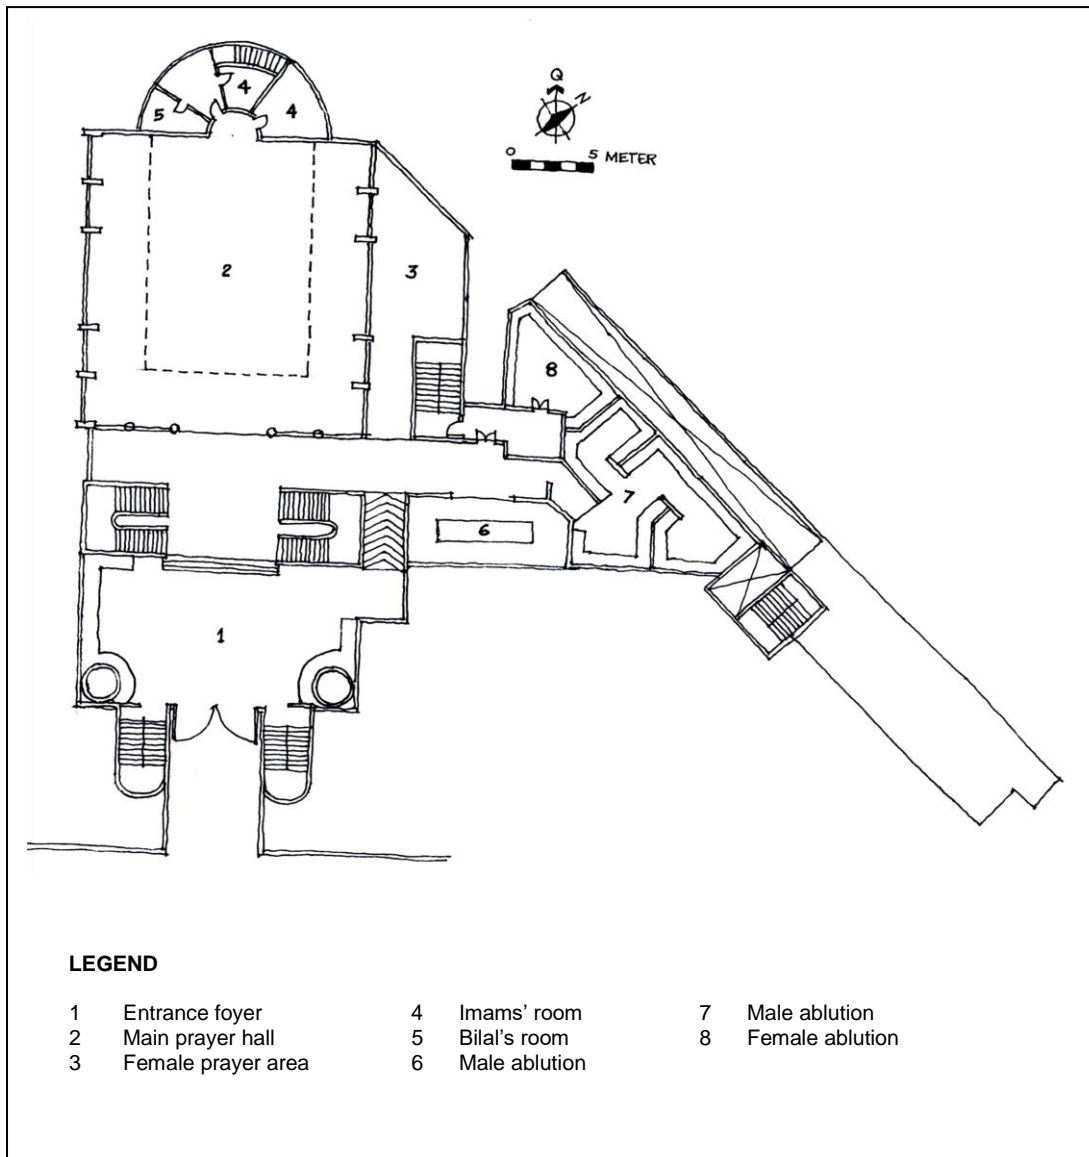 Q
N
0 5 METER
4
4
5
2
3
8
7
6
1
LEGEND
1 Entrance foyer 4 Imams’ room 7 Male ablution
2 Main prayer hall 5 Bilal’s room 8 Female ablution
3 Female prayer area 6 Male ablution